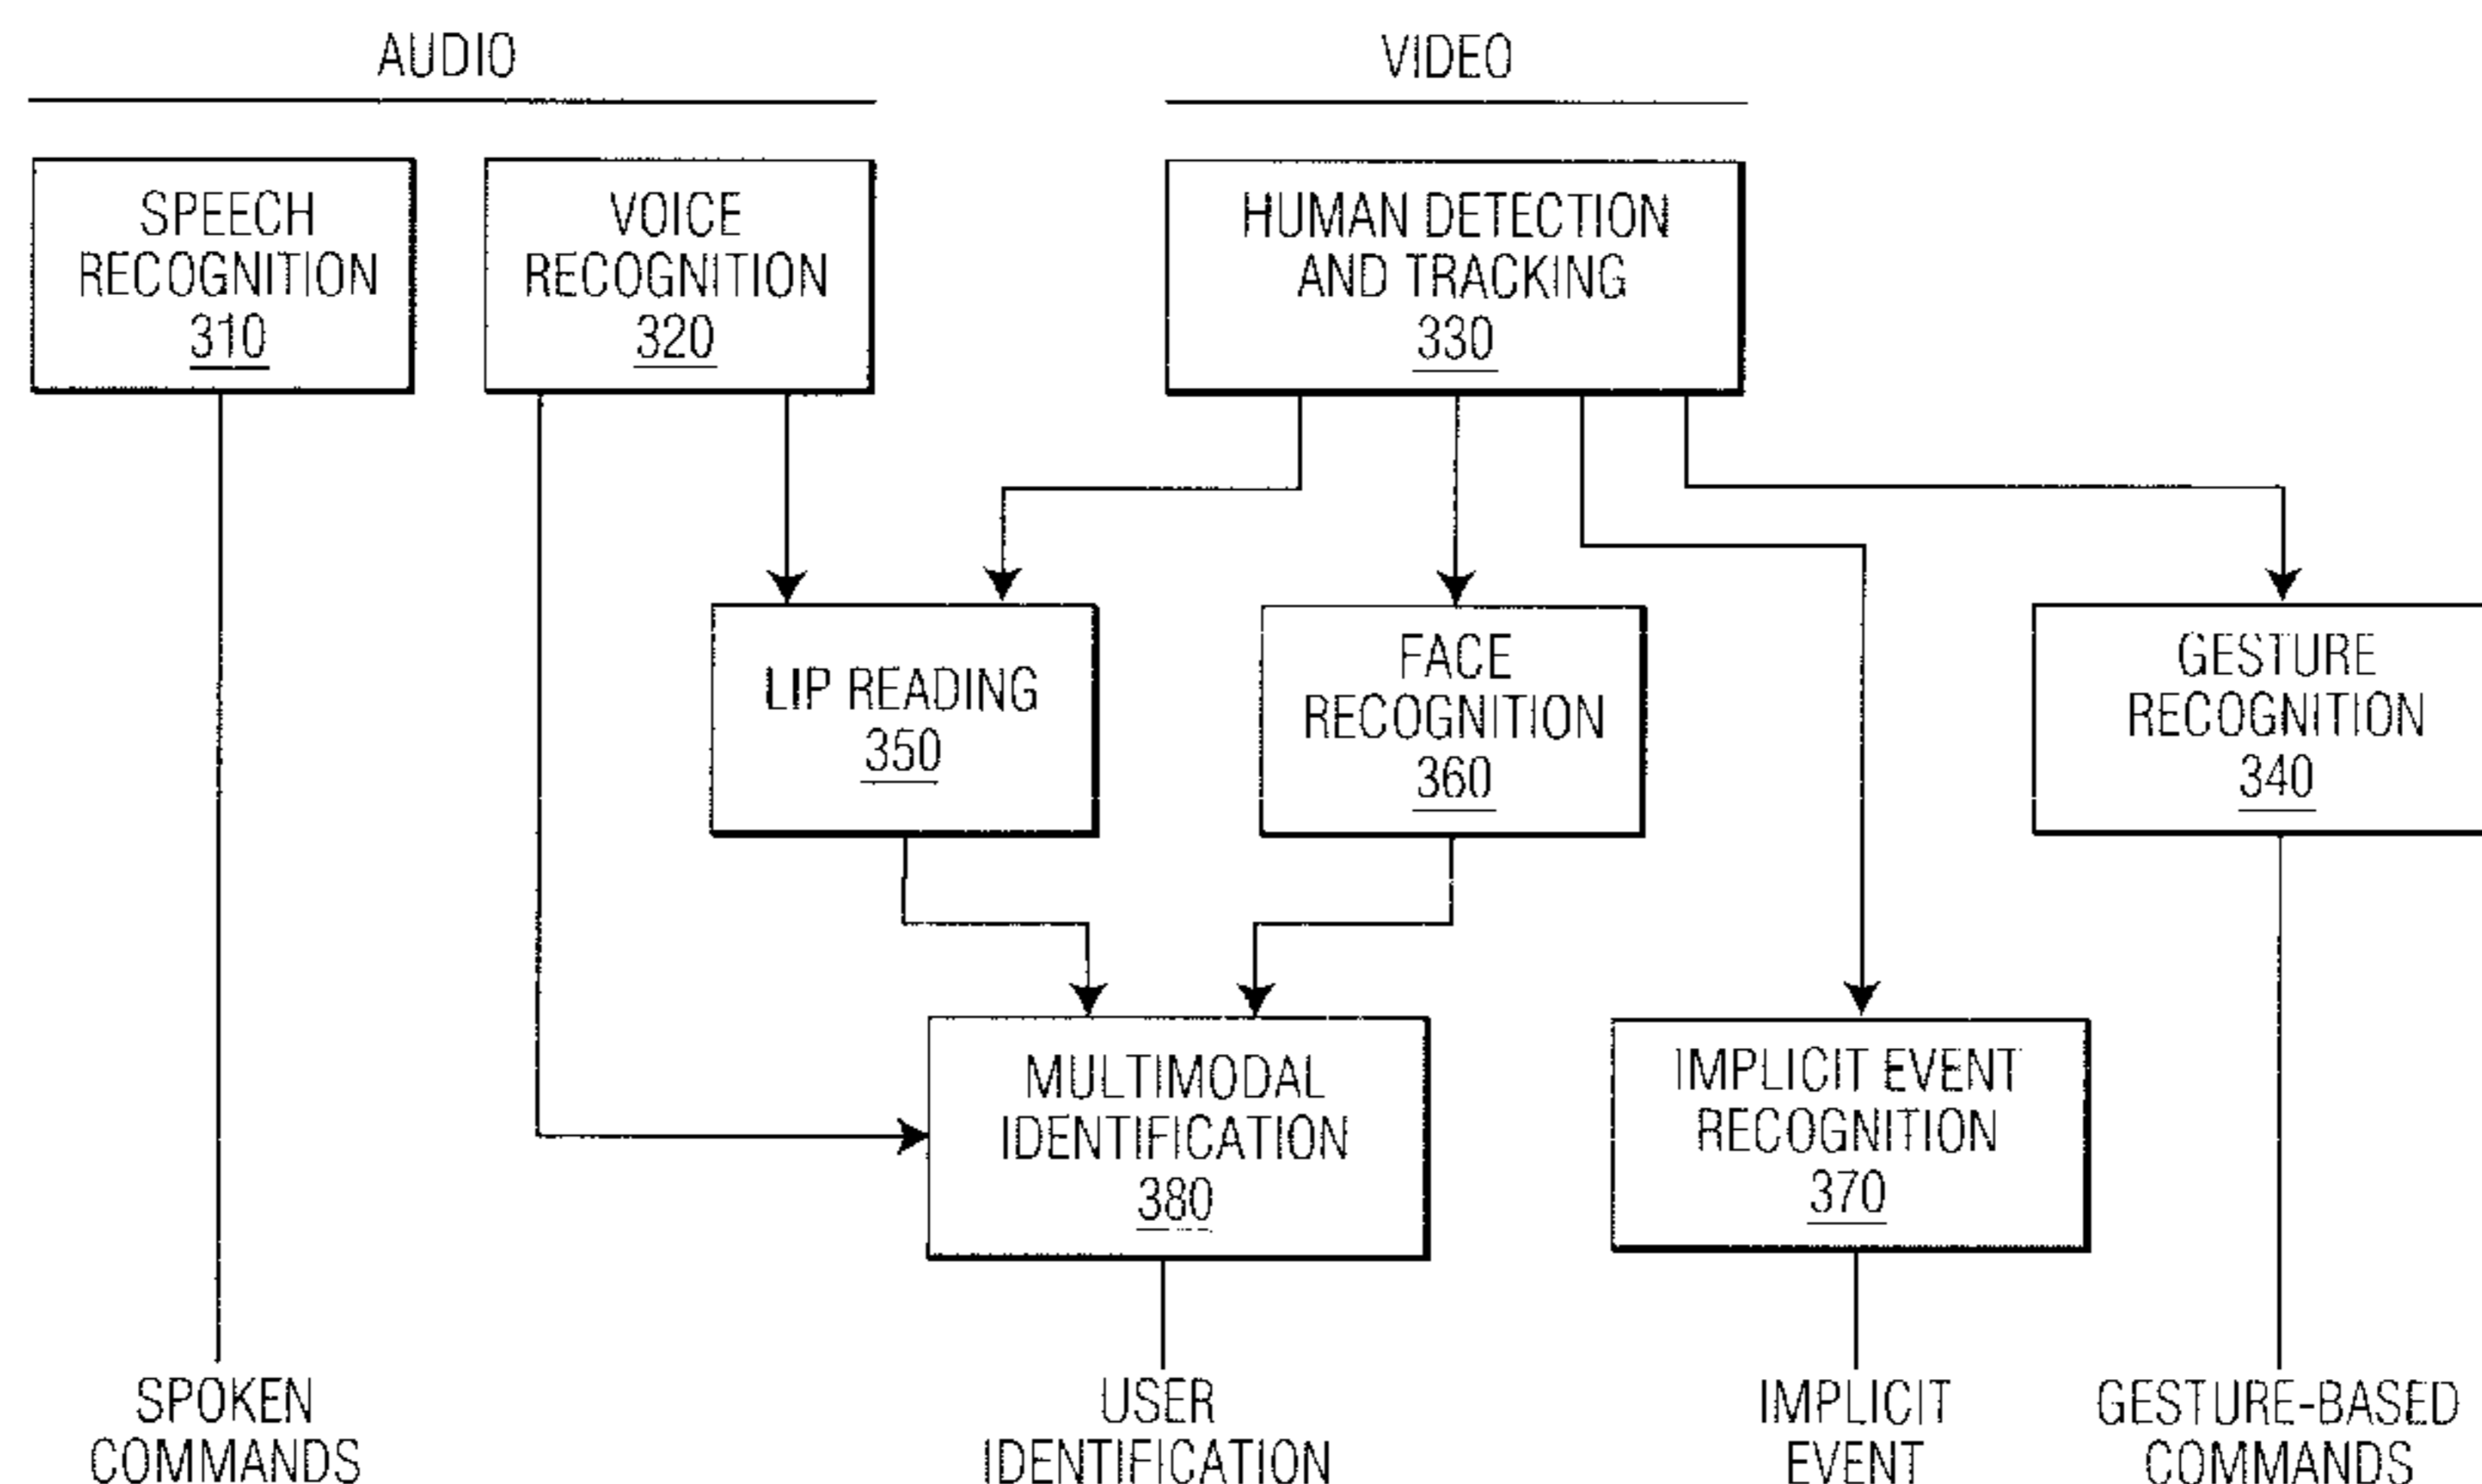 AUDIO
VIDEO
SPEECH
RECOGNITION
310
VOICE
RECOGNITION
320
HUMAN DETECTION
AND TRACKING
330
LIP READING
350
FACE
RECOGNITION
360
GESTURE
RECOGNITION
340
MULTIMODAL
IDENTIFICATION
380
IMPLICIT EVENT
RECOGNITION
370
SPOKEN
COMMANDS
USER
IDENTIFICATION
IMPLICIT
EVENT
GESTURE-BASED
COMMANDS